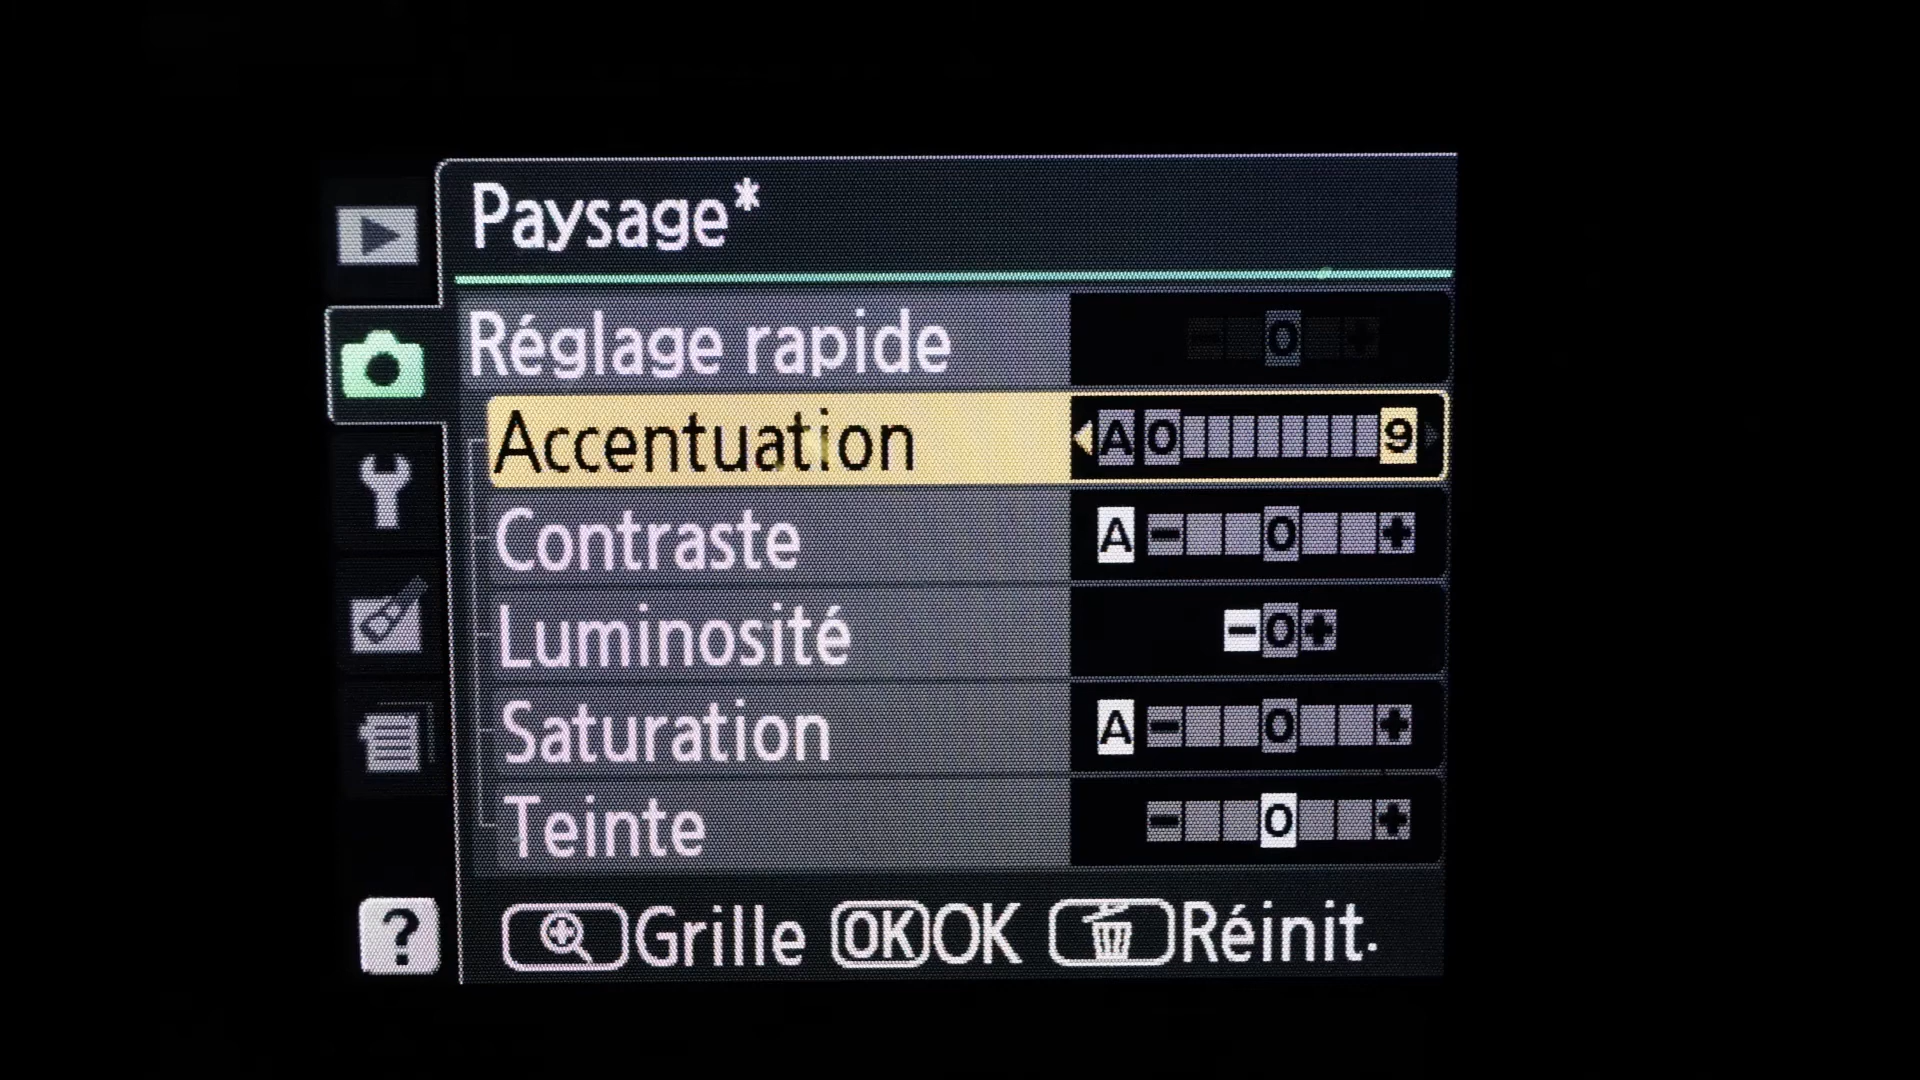 Paysage*
Réglage rapide - 0 +
Accentuation A 0 9
Contraste A - 0 +
Luminosité - 0 +
Saturation A - 0 +
Teinte - 0 +
? Grille OK OK Réinit.